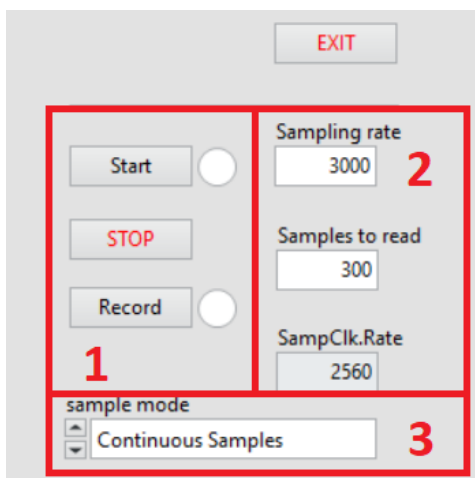 EXIT
Start
STOP
Record
1
Sampling rate
3000
2
Samples to read
300
SampClk.Rate
2560
sample mode
Continuous Samples
3